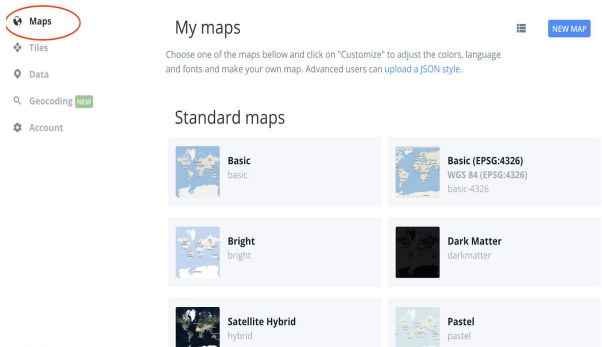 Maps
Tiles
Data
Geocoding NEW
Account
My maps
NEW MAP
Choose one of the maps bellow and click on "Customize" to adjust the colors, language
and fonts and make your own map. Advanced users can upload a JSON style.
Standard maps
Basic
basic
Basic (EPSG:4326)
WGS 84 (EPSG:4326)
basic-4326
Bright
bright
Dark Matter
darkmatter
Satellite Hybrid
hybrid
Pastel
pastel